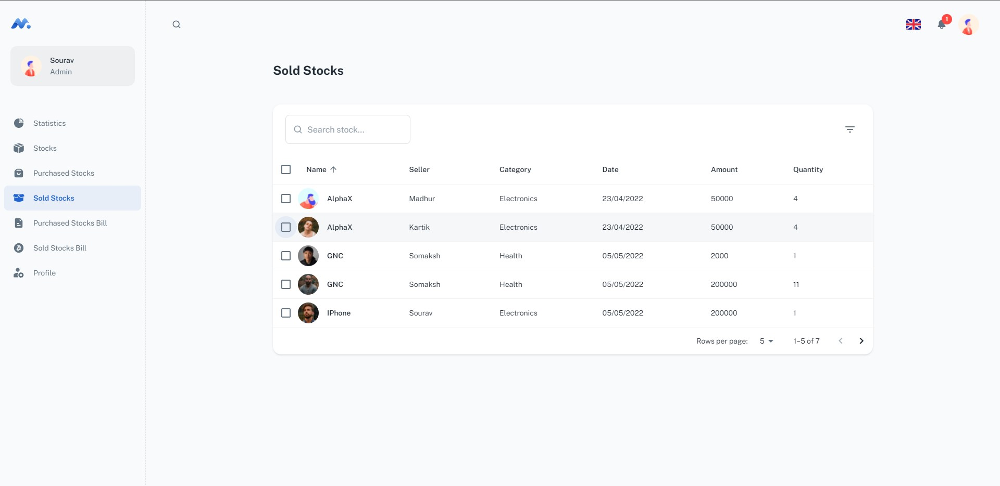 1
Sourav
Admin
Sold Stocks
Statistics
Stocks
Purchased Stocks
Sold Stocks
Purchased Stocks Bill
Sold Stocks Bill
Profile
Search stock...
Name Seller Category Date Amount Quantity
AlphaX Madhur Electronics 23/04/2022 50000 4
AlphaX Kartik Electronics 23/04/2022 50000 4
GNC Somaksh Health 05/05/2022 2000 1
GNC Somaksh Health 05/05/2022 200000 11
IPhone Sourav Electronics 05/05/2022 200000 1
Rows per page: 5 1–5 of 7